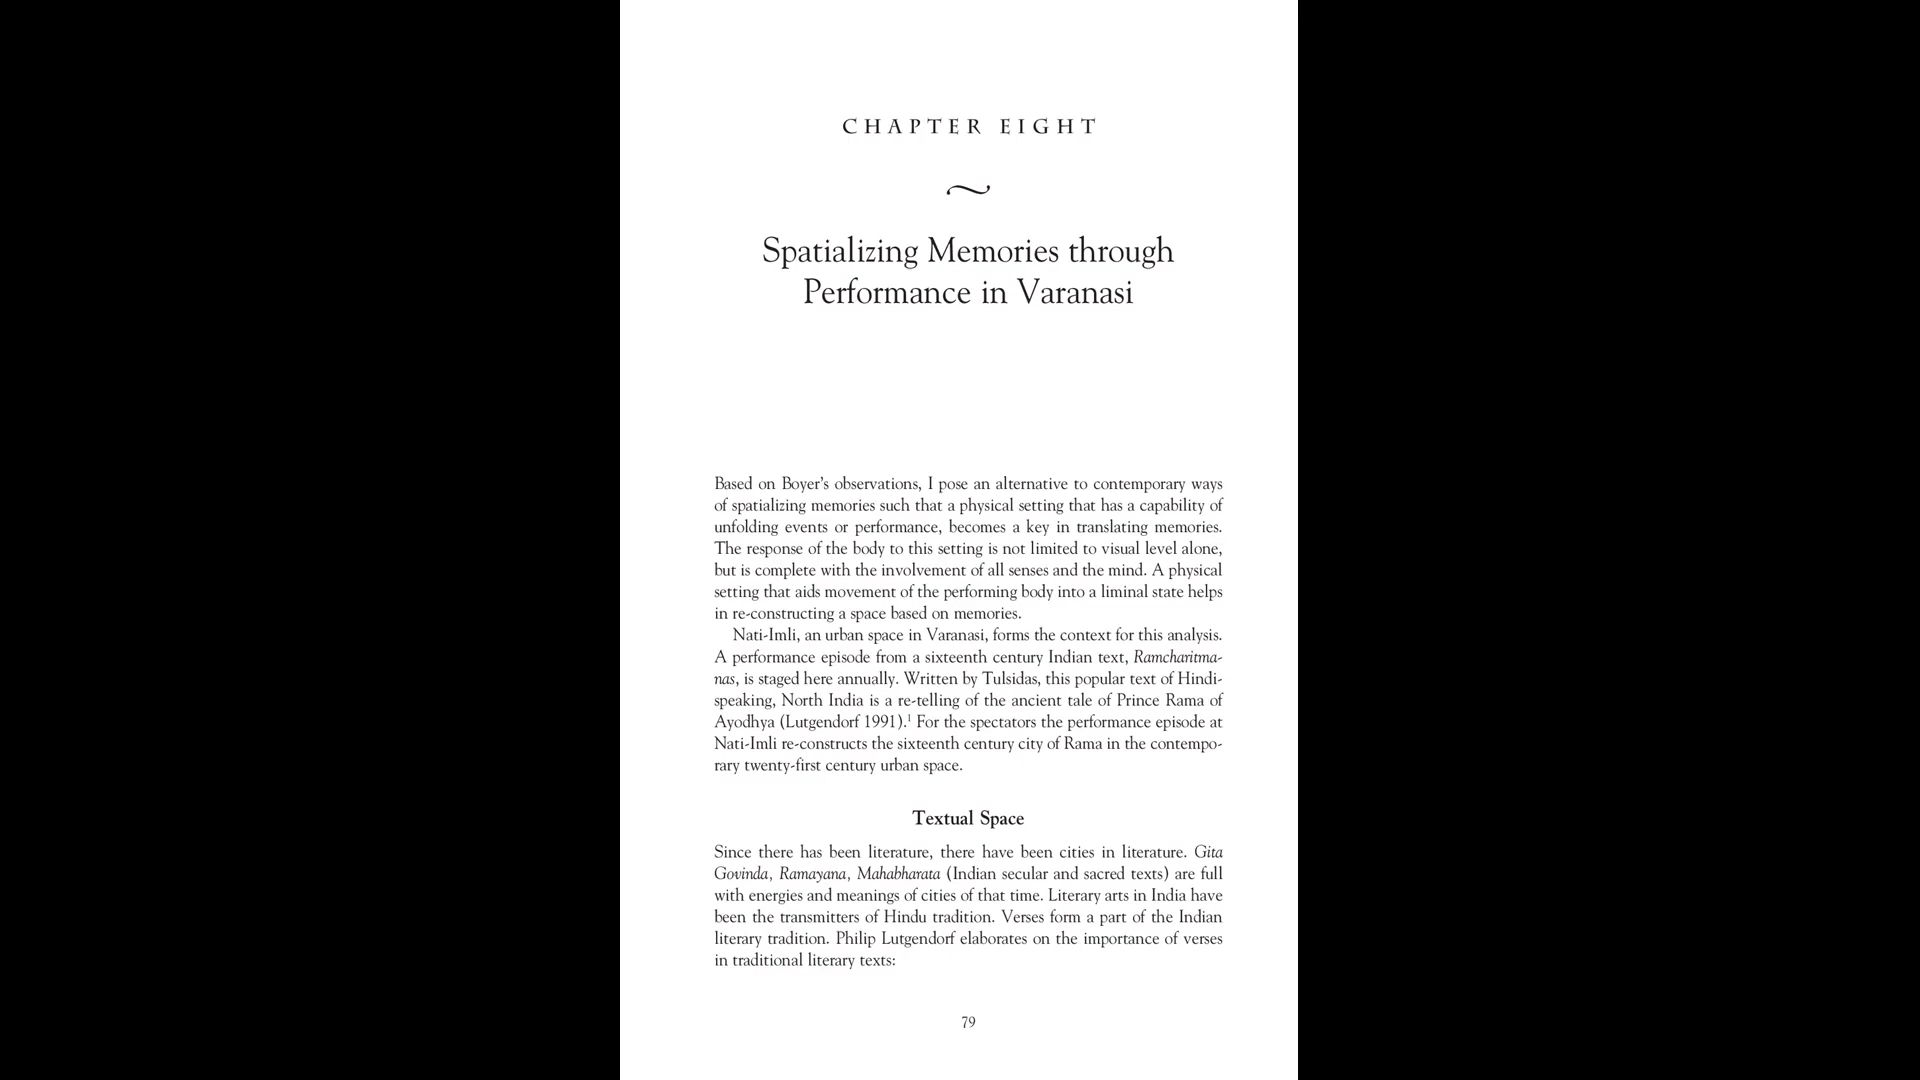 CHAPTER EIGHT
Spatializing Memories through
Performance in Varanasi
Based on Boyer’s observations, I pose an alternative to contemporary ways
of spatializing memories such that a physical setting that has a capability of
unfolding events or performance, becomes a key in translating memories.
The response of the body to this setting is not limited to visual level alone,
but is complete with the involvement of all senses and the mind. A physical
setting that aids movement of the performing body into a liminal state helps
in re-constructing a space based on memories.
Nati-Imli, an urban space in Varanasi, forms the context for this analysis.
A performance episode from a sixteenth century Indian text, Ramcharitma-
nas, is staged here annually. Written by Tulsidas, this popular text of Hindi-
speaking, North India is a re-telling of the ancient tale of Prince Rama of
Ayodhya (Lutgendorf 1991).¹ For the spectators the performance episode at
Nati-Imli re-constructs the sixteenth century city of Rama in the contempo-
rary twenty-first century urban space.
Textual Space
Since there has been literature, there have been cities in literature. Gita
Govinda, Ramayana, Mahabharata (Indian secular and sacred texts) are full
with energies and meanings of cities of that time. Literary arts in India have
been the transmitters of Hindu tradition. Verses form a part of the Indian
literary tradition. Philip Lutgendorf elaborates on the importance of verses
in traditional literary texts:
79